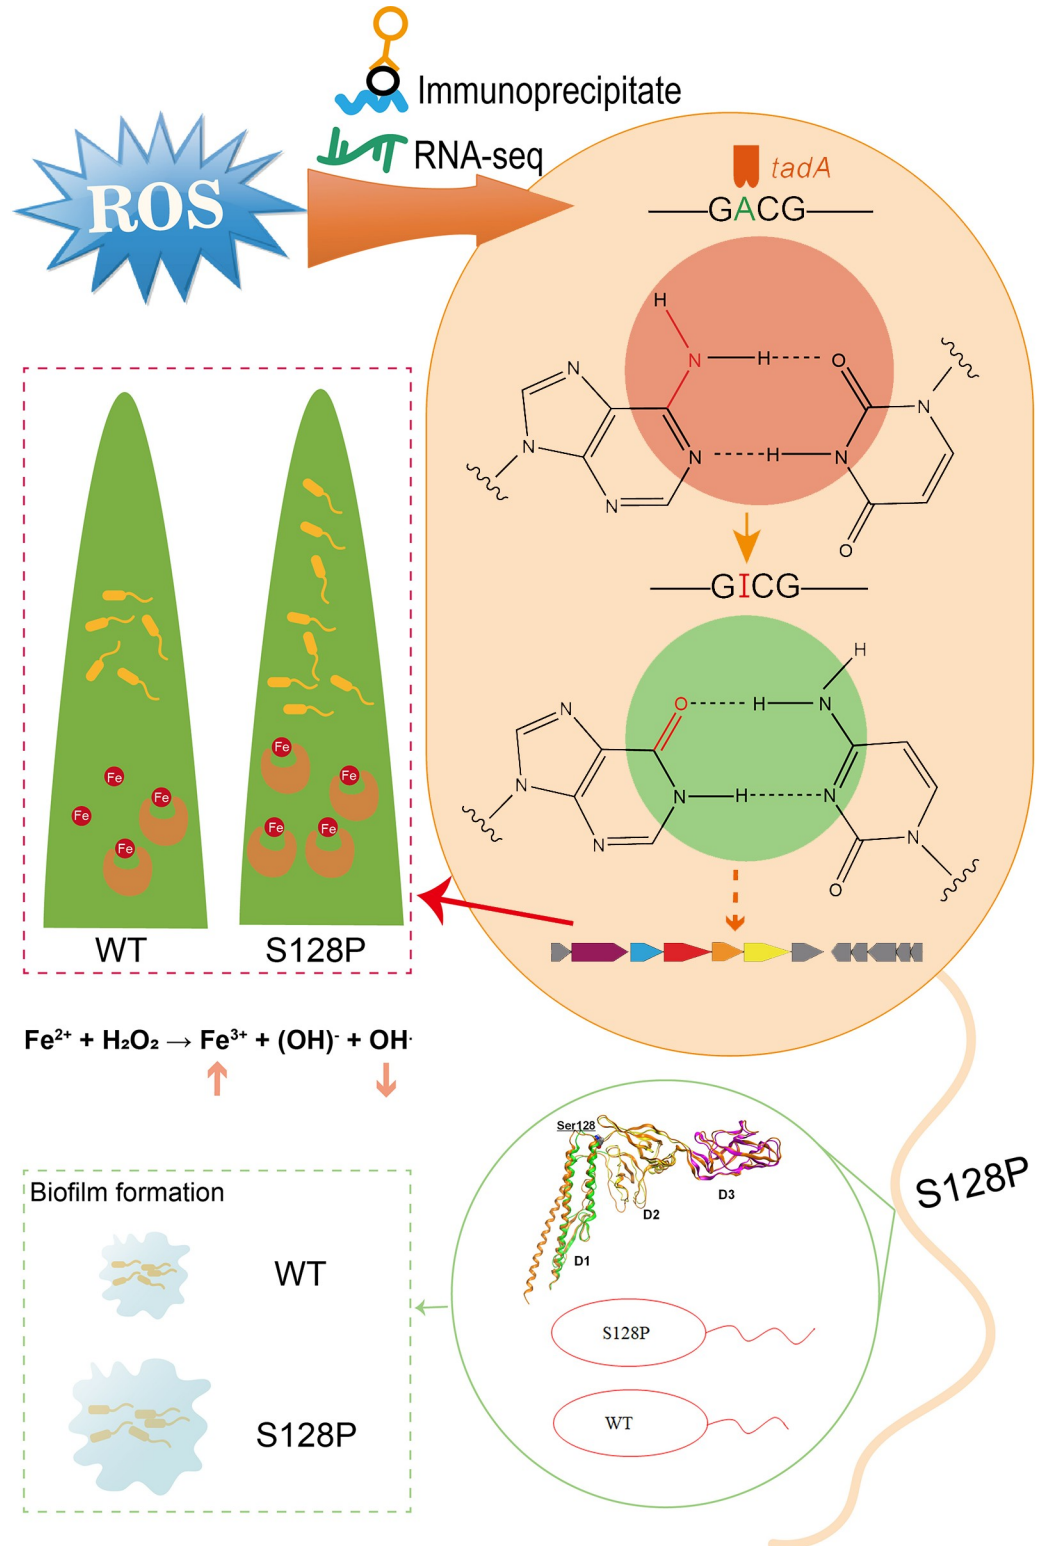 Immunoprecipitate
RNA-seq
ROS
tadA
GACG
H
N H O
N N
N N H N
N
O
GICG
H
O H N
N
N N H N
N N
O
Fe
Fe
Fe
Fe
Fe
Fe
Fe
Fe
WT S128P
Fe²⁺ + H₂O₂ → Fe³⁺ + (OH)⁻ + OH·
↑ ↓
Ser128
D3
D2
D1
S128P
Biofilm formation
WT
S128P
S128P
WT